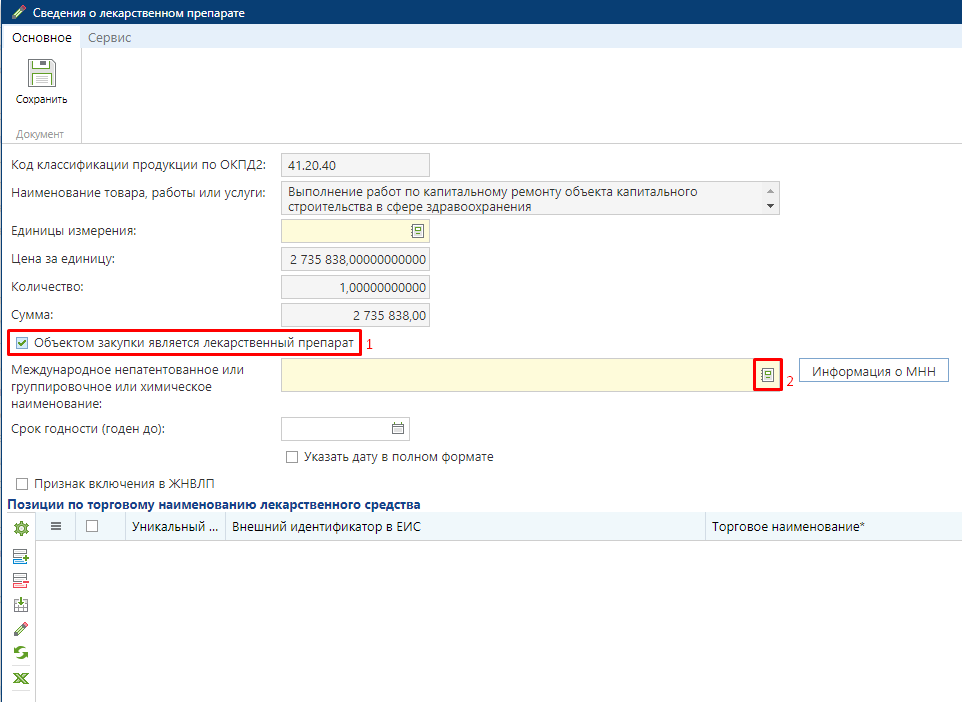 Сведения о лекарственном препарате
Основное Сервис
Сохранить
Документ
Код классификации продукции по ОКПД2: 41.20.40
Наименование товара, работы или услуги: Выполнение работ по капитальному ремонту объекта капитального
строительства в сфере здравоохранения
Единицы измерения:
Цена за единицу: 2 735 838,00000000000
Количество: 1,00000000000
Сумма: 2 735 838,00
Объектом закупки является лекарственный препарат 1
Международное непатентованное или
группировочное или химическое
наименование:
2 Информация о МНН
Срок годности (годен до):
Указать дату в полном формате
Признак включения в ЖНВЛП
Позиции по торговому наименованию лекарственного средства
Уникальный ... Внешний идентификатор в ЕИС Торговое наименование*